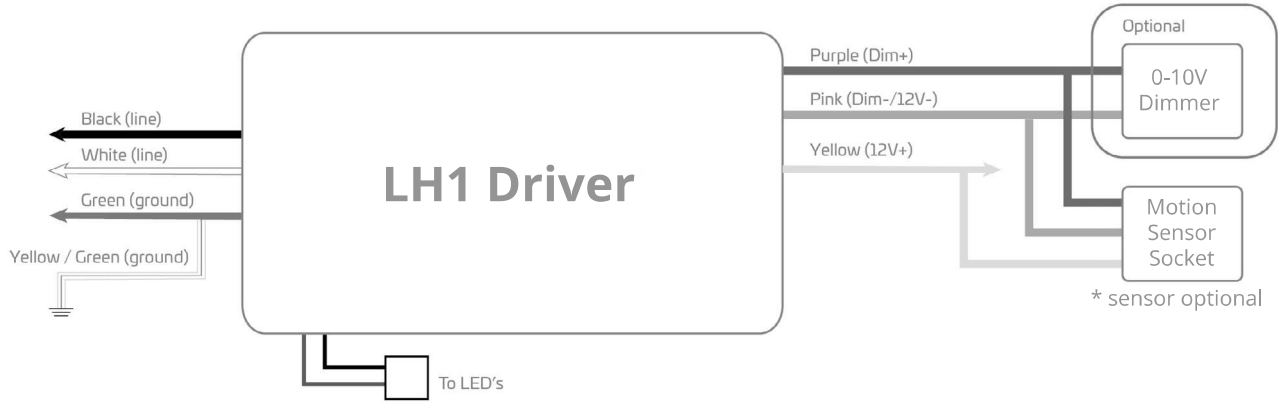 Optional
Purple (Dim+)
0-10V
Dimmer
Pink (Dim-/12V-)
Black (line)
White (line)
Yellow (12V+)
LH1 Driver
Green (ground)
Motion
Sensor
Socket
Yellow / Green (ground)
* sensor optional
To LED's